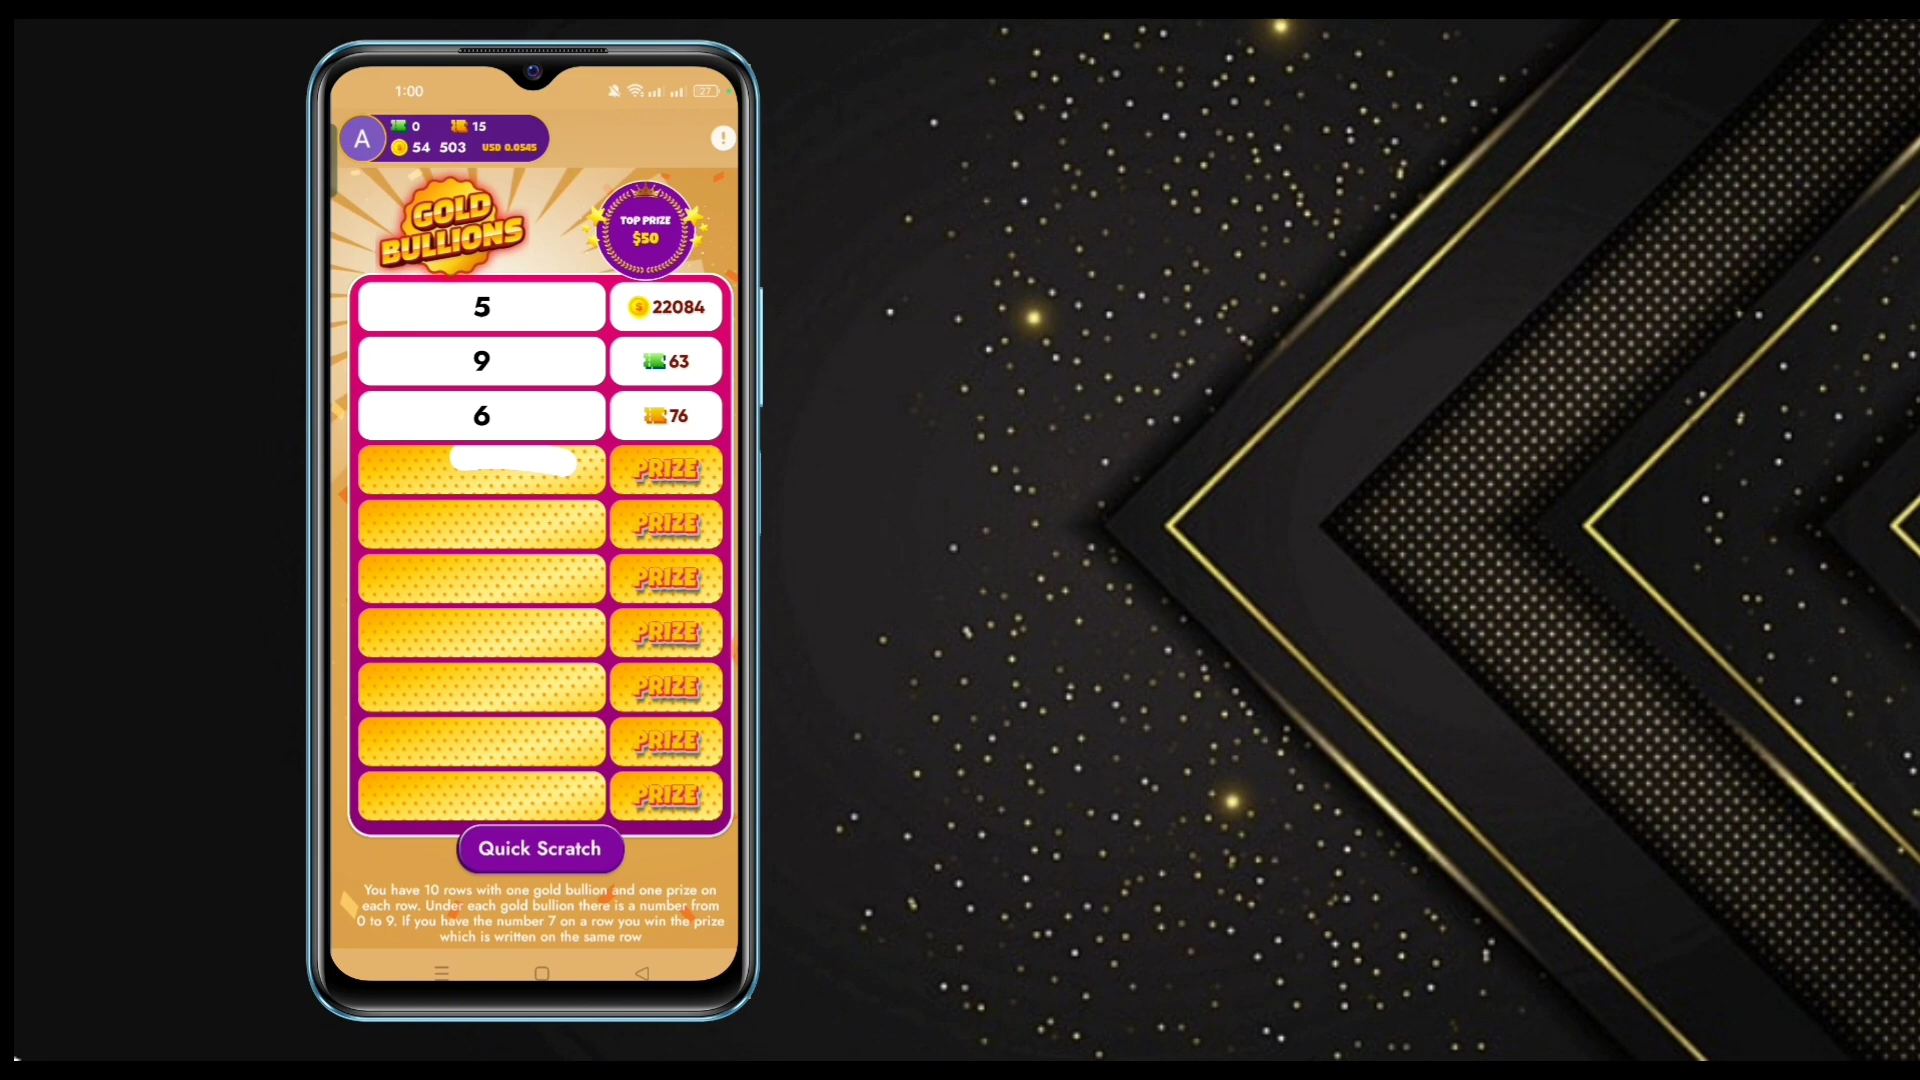 1:00
27
A
0 15
54 503 USD 0.0545
!
GOLD
BULLIONS
TOP PRIZE
$50
5 22084
9 63
6 76
PRIZE
PRIZE
PRIZE
PRIZE
PRIZE
PRIZE
PRIZE
Quick Scratch
You have 10 rows with one gold bullion and one prize on
each row. Under each gold bullion there is a number from
0 to 9. If you have the number 7 on a row you win the prize
which is written on the same row